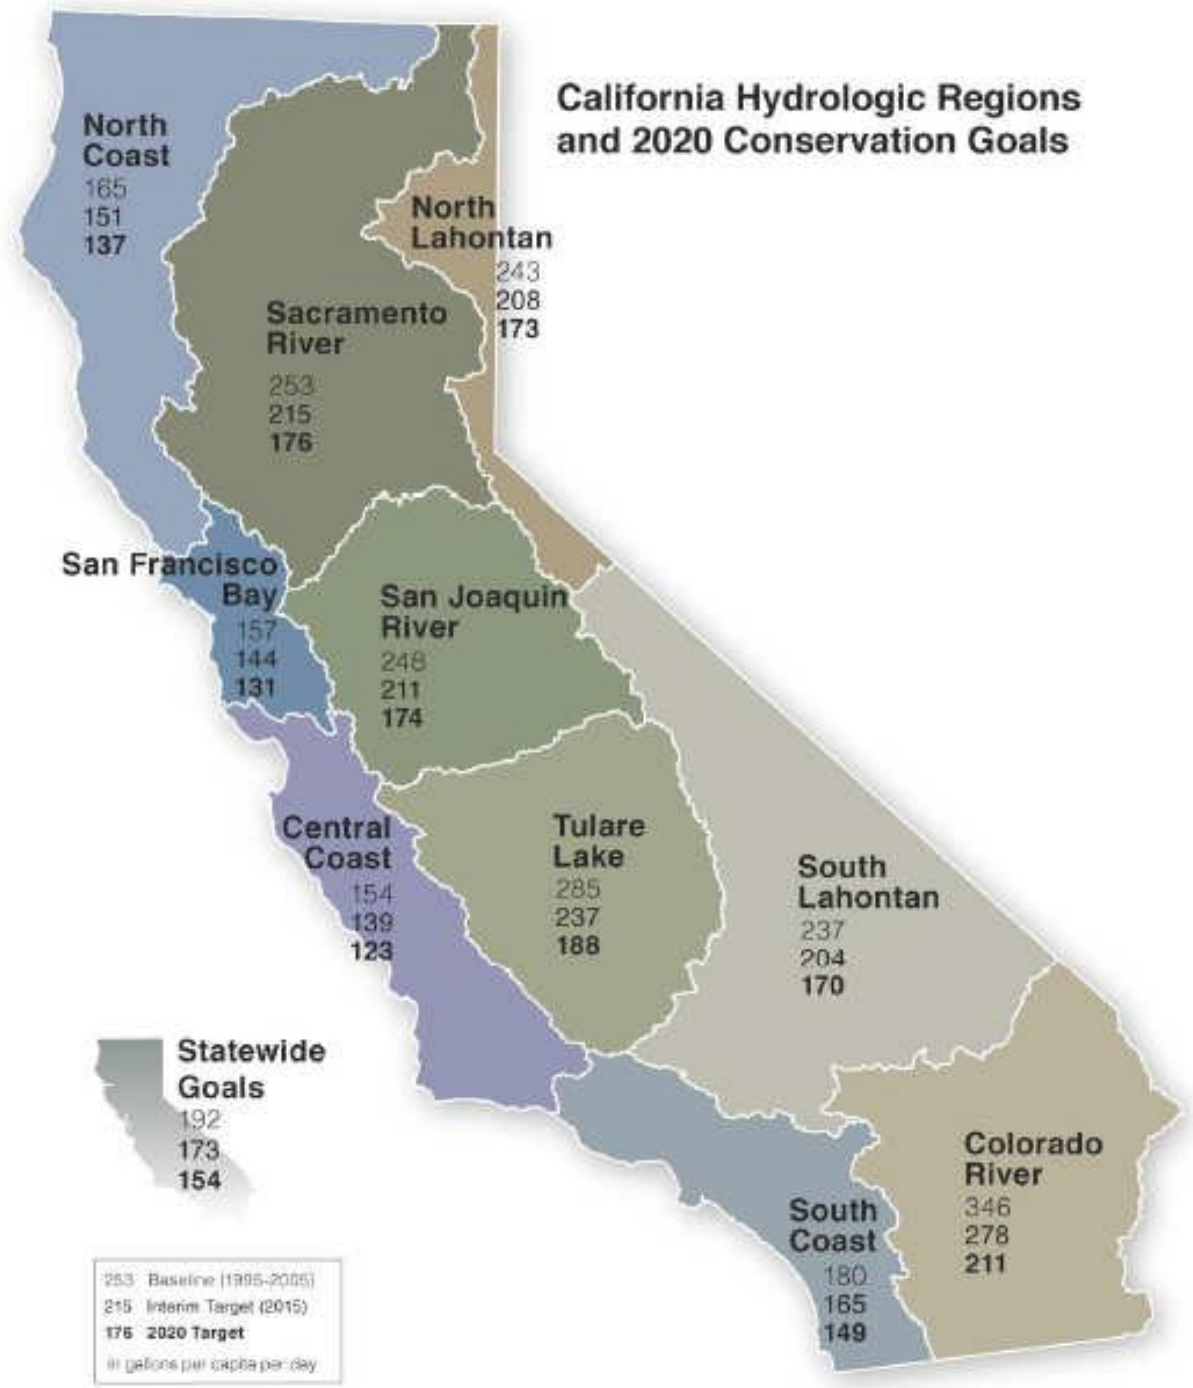 California Hydrologic Regions
and 2020 Conservation Goals
North
Coast
165
151
137
North
Lahontan
243
208
173
Sacramento
River
253
215
176
San Francisco
Bay
157
144
131
San Joaquin
River
248
211
174
Central
Coast
154
139
123
Tulare
Lake
285
237
188
South
Lahontan
237
204
170
Statewide
Goals
192
173
154
Colorado
River
346
278
211
South
Coast
180
165
149
253 Baseline (1995-2005)
215 Interim Target (2015)
176 2020 Target
in gallons per capita per day